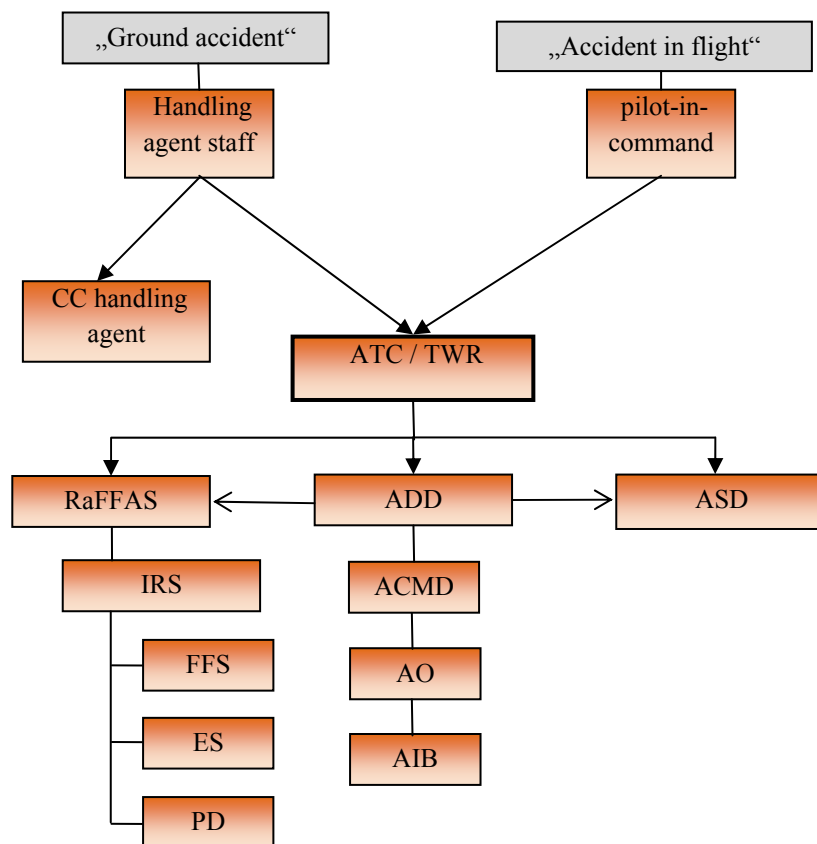 „Ground accident“
„Accident in flight“
Handling
agent staff
pilot-in-
command
CC handling
agent
ATC / TWR
RaFFAS
ADD
ASD
IRS
ACMD
FFS
AO
ES
AIB
PD